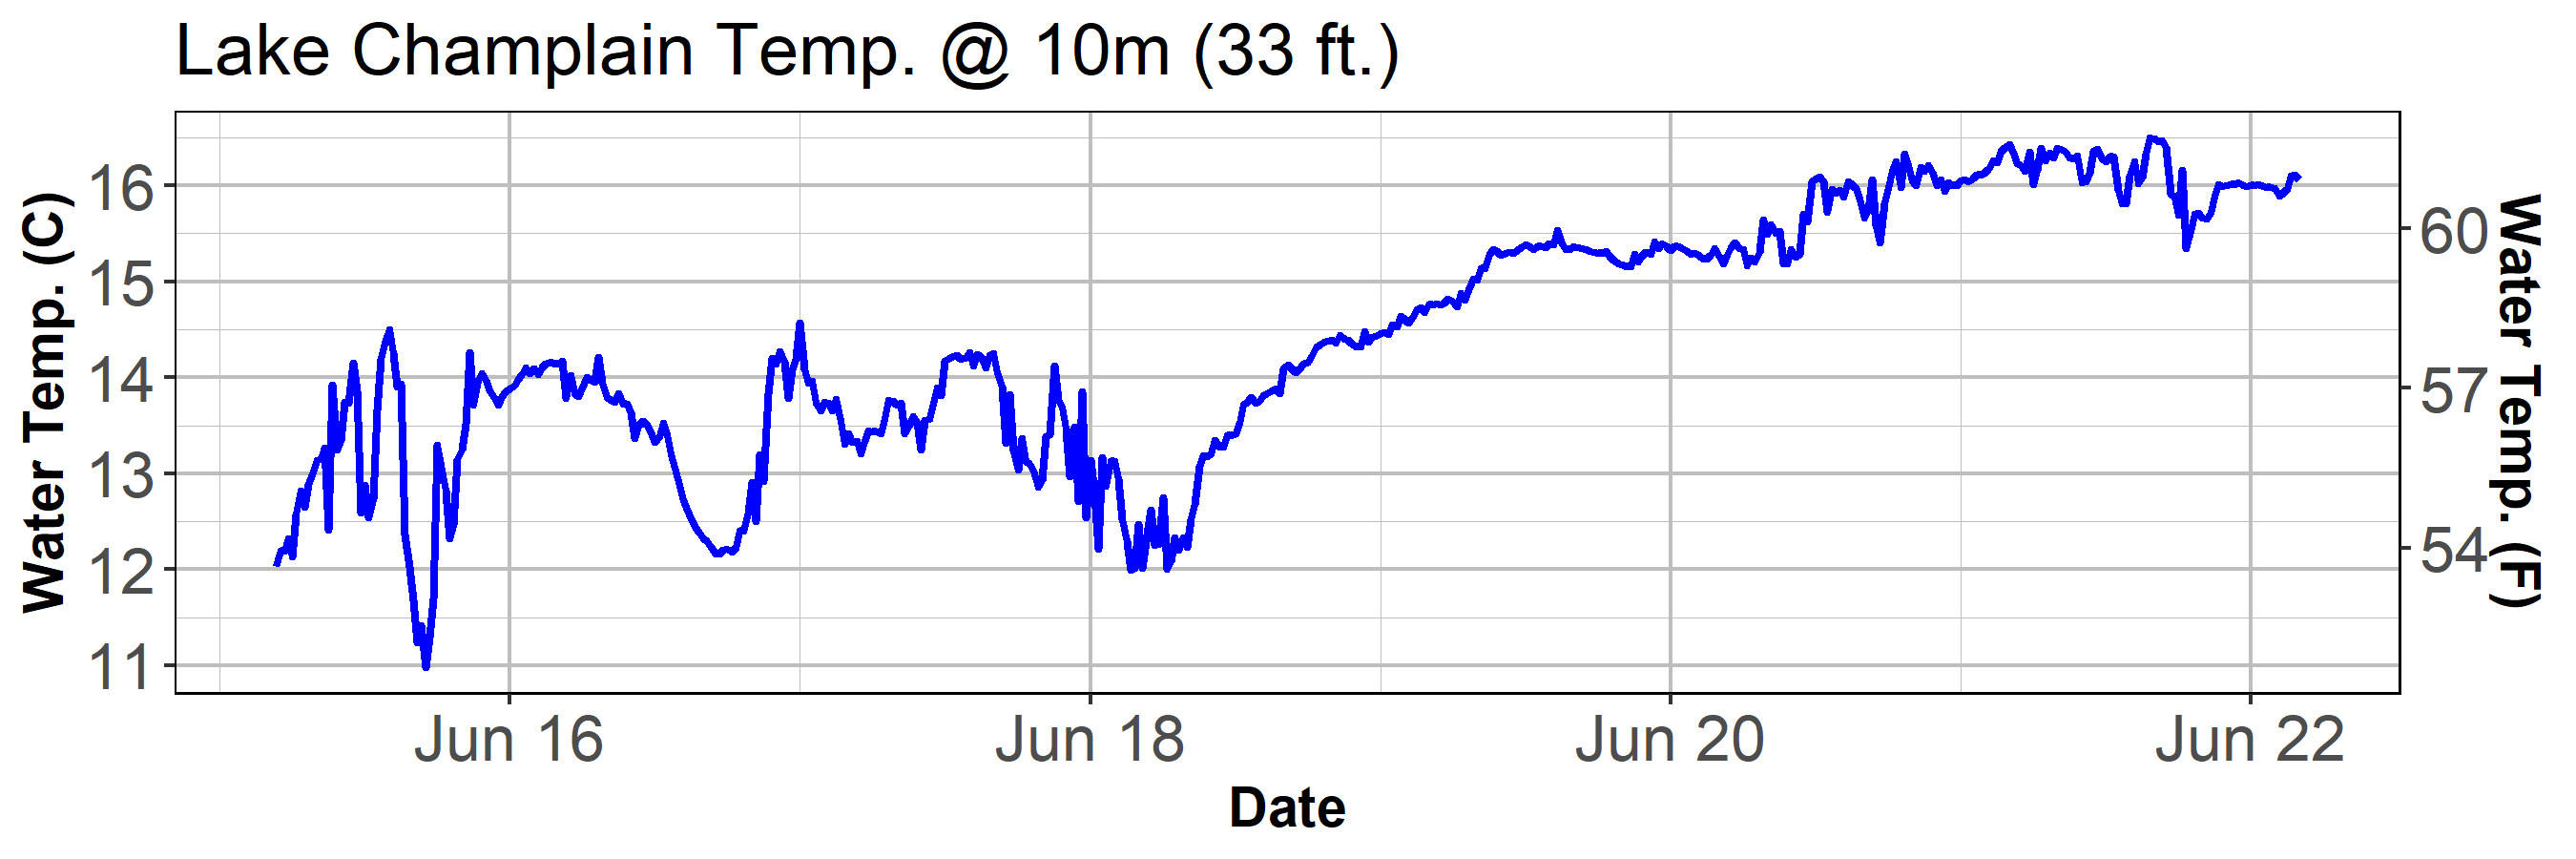 Lake Champlain Temp. @ 10m (33 ft.)
Water Temp. (C)
16
15
14
13
12
11
60
57
54
Water Temp. (F)
Jun 16
Jun 18
Jun 20
Jun 22
Date